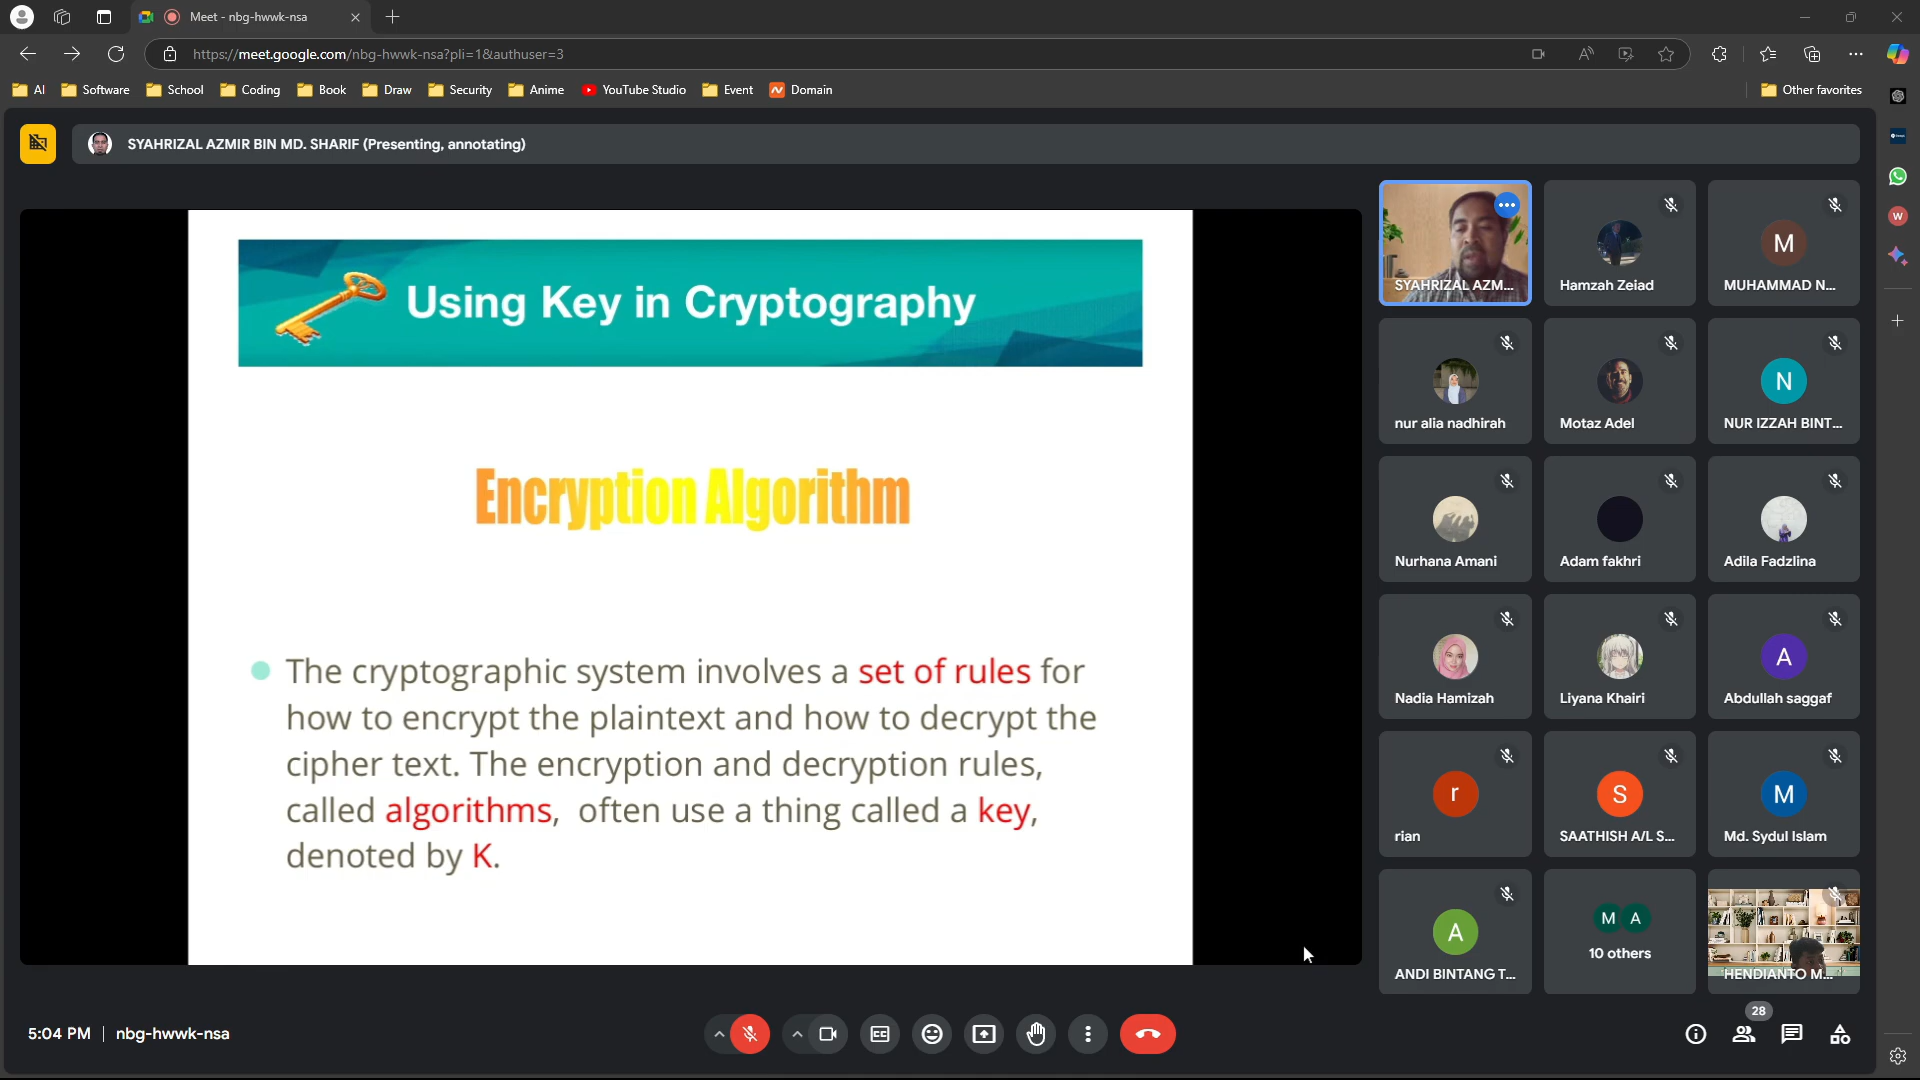 Meet - nbg-hwwk-nsa
https://meet.google.com/nbg-hwwk-nsa?pli=1&authuser=3
AI
Software
School
Coding
Book
Draw
Security
Anime
YouTube Studio
Event
Domain
Other favorites
SYAHRIZAL AZMIR BIN MD. SHARIF (Presenting, annotating)
Using Key in Cryptography
Encryption Algorithm
The cryptographic system involves a set of rules for
how to encrypt the plaintext and how to decrypt the
cipher text. The encryption and decryption rules,
called algorithms, often use a thing called a key,
denoted by K.
SYAHRIZAL AZM...
Hamzah Zeiad
M
MUHAMMAD N...
nur alia nadhirah
Motaz Adel
N
NUR IZZAH BINT...
Nurhana Amani
Adam fakhri
Adila Fadzlina
Nadia Hamizah
Liyana Khairi
A
Abdullah saggaf
r
rian
S
SAATHISH A/L S...
M
Md. Sydul Islam
A
ANDI BINTANG T...
M A
10 others
HENDIANTO M...
W
5:04 PM | nbg-hwwk-nsa
CC
28